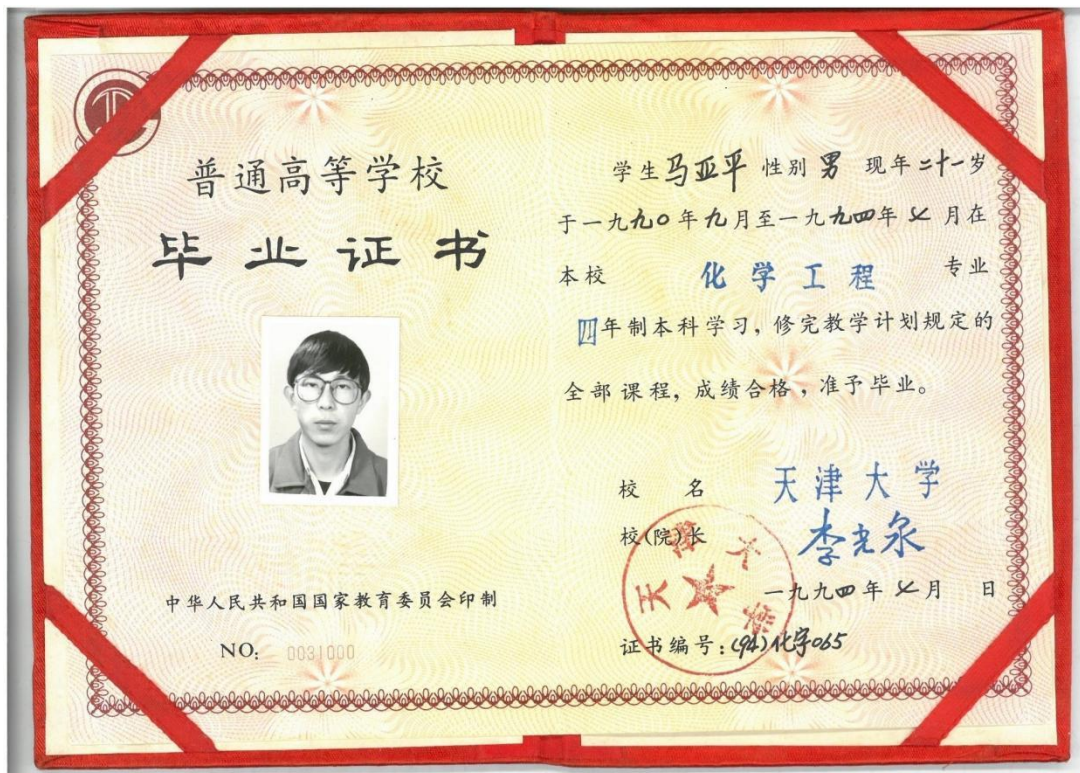 普通高等学校
毕业证书
中华人民共和国国家教育委员会印制
NO: 0031000
学生马亚平 性别 男 现年二十一岁
于一九九〇年九月至一九九四年七月在
本校 化学工程 专业
四年制本科学习，修完教学计划规定的
全部课程，成绩合格，准予毕业。
校 名 天津大学
校(院)长 李光泉
一九九四年七月 日
证书编号：(94)化字065
天津大学